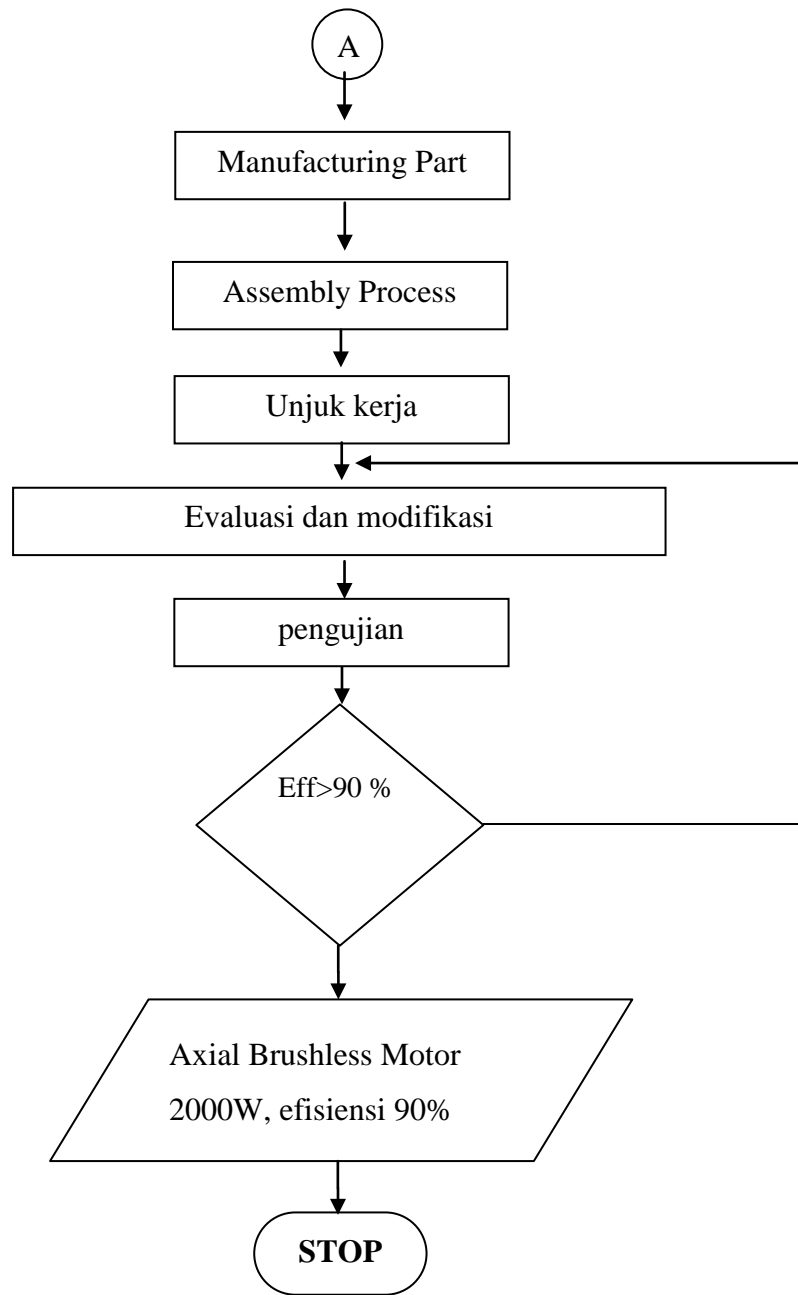 A
Manufacturing Part
Assembly Process
Unjuk kerja
Evaluasi dan modifikasi
pengujian
Eff>90 %
Axial Brushless Motor
2000W, efisiensi 90%
STOP